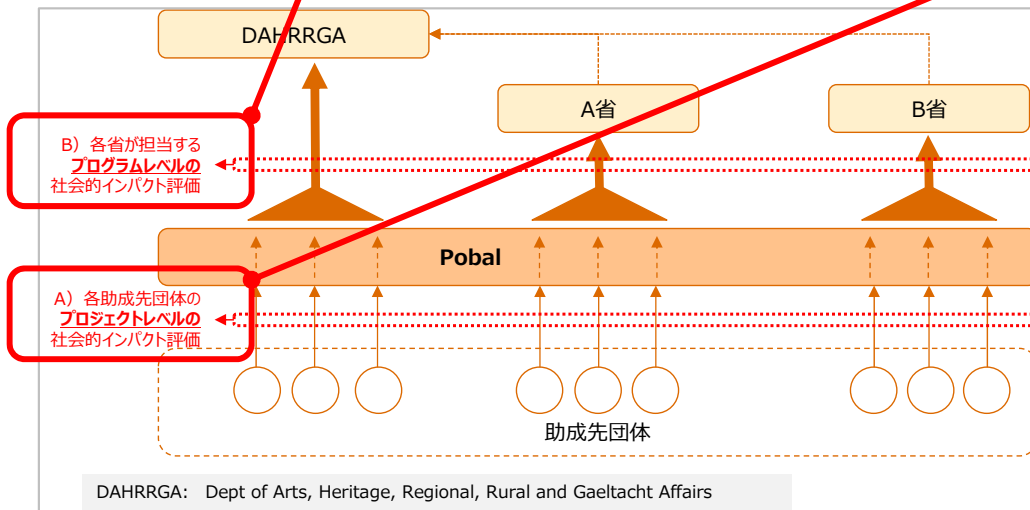 DAHRRGA
A省
B省
B）各省が担当する
プログラムレベルの
社会的インパクト評価
Pobal
A）各助成先団体の
プロジェクトレベルの
社会的インパクト評価
助成先団体
DAHRRGA: Dept of Arts, Heritage, Regional, Rural and Gaeltacht Affairs